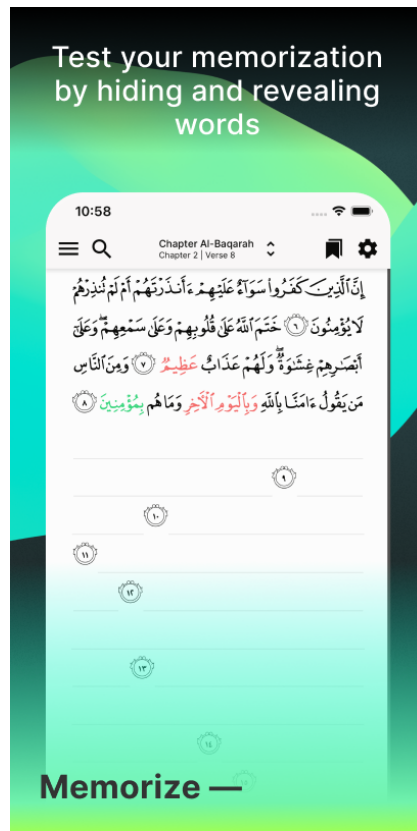 Test your memorization
by hiding and revealing
words
10:58
Chapter Al-Baqarah
Chapter 2 | Verse 8
إِنَّ ٱلَّذِينَ كَفَرُوا۟ سَوَآءٌ عَلَيْهِمْ ءَأَنذَرْتَهُمْ أَمْ لَمْ تُنذِرْهُمْ
لَا يُؤْمِنُونَ ٦ خَتَمَ ٱللَّهُ عَلَىٰ قُلُوبِهِمْ وَعَلَىٰ سَمْعِهِمْ ۖ وَعَلَىٰٓ
أَبْصَٰرِهِمْ غِشَٰوَةٌ ۖ وَلَهُمْ عَذَابٌ عَظِيمٌ ٧ وَمِنَ ٱلنَّاسِ
مَن يَقُولُ ءَامَنَّا بِٱللَّهِ وَبِٱلْيَوْمِ ٱلْـَٔاخِرِ وَمَا هُم بِمُؤْمِنِينَ ٨
٩
١٠
١١
١٢
١٣
١٤
١٥
Memorize —